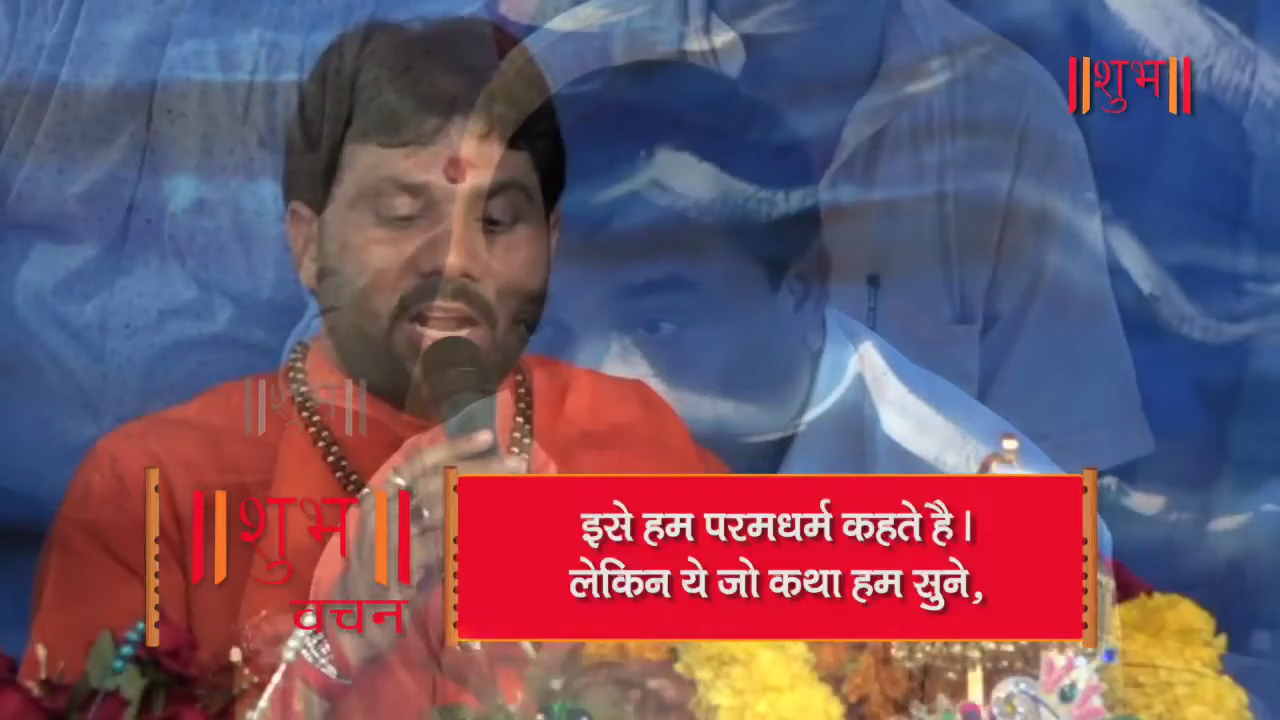 ||शुभ||
||शुभ||
||शुभ||
वचन
इसे हम परमधर्म कहते है।
लेकिन ये जो कथा हम सुने,